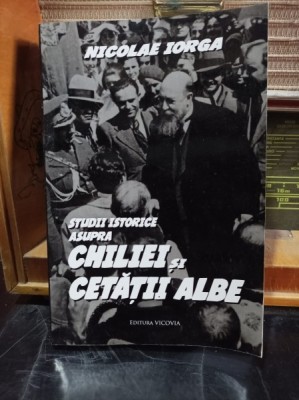 NICOLAE IORGA
STUDII ISTORICE
ASUPRA
CHILIEI ȘI
CETĂȚII ALBE
EDITURA VICOVIA